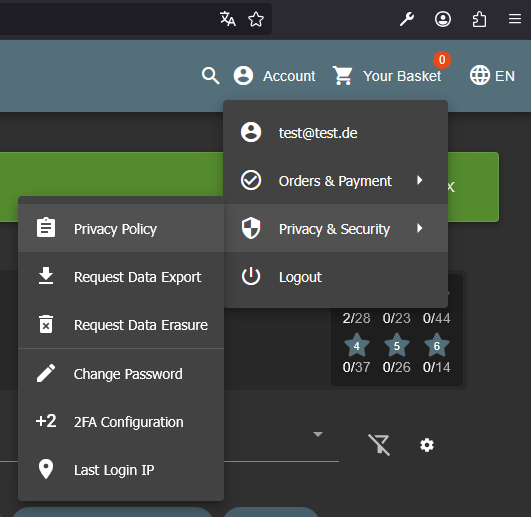 0
Account
Your Basket
EN
test@test.de
Orders & Payment
X
Privacy Policy
Privacy & Security
Request Data Export
Logout
Request Data Erasure
2/28 0/23 0/44
4 5 6
0/37 0/26 0/14
Change Password
+2 2FA Configuration
Last Login IP